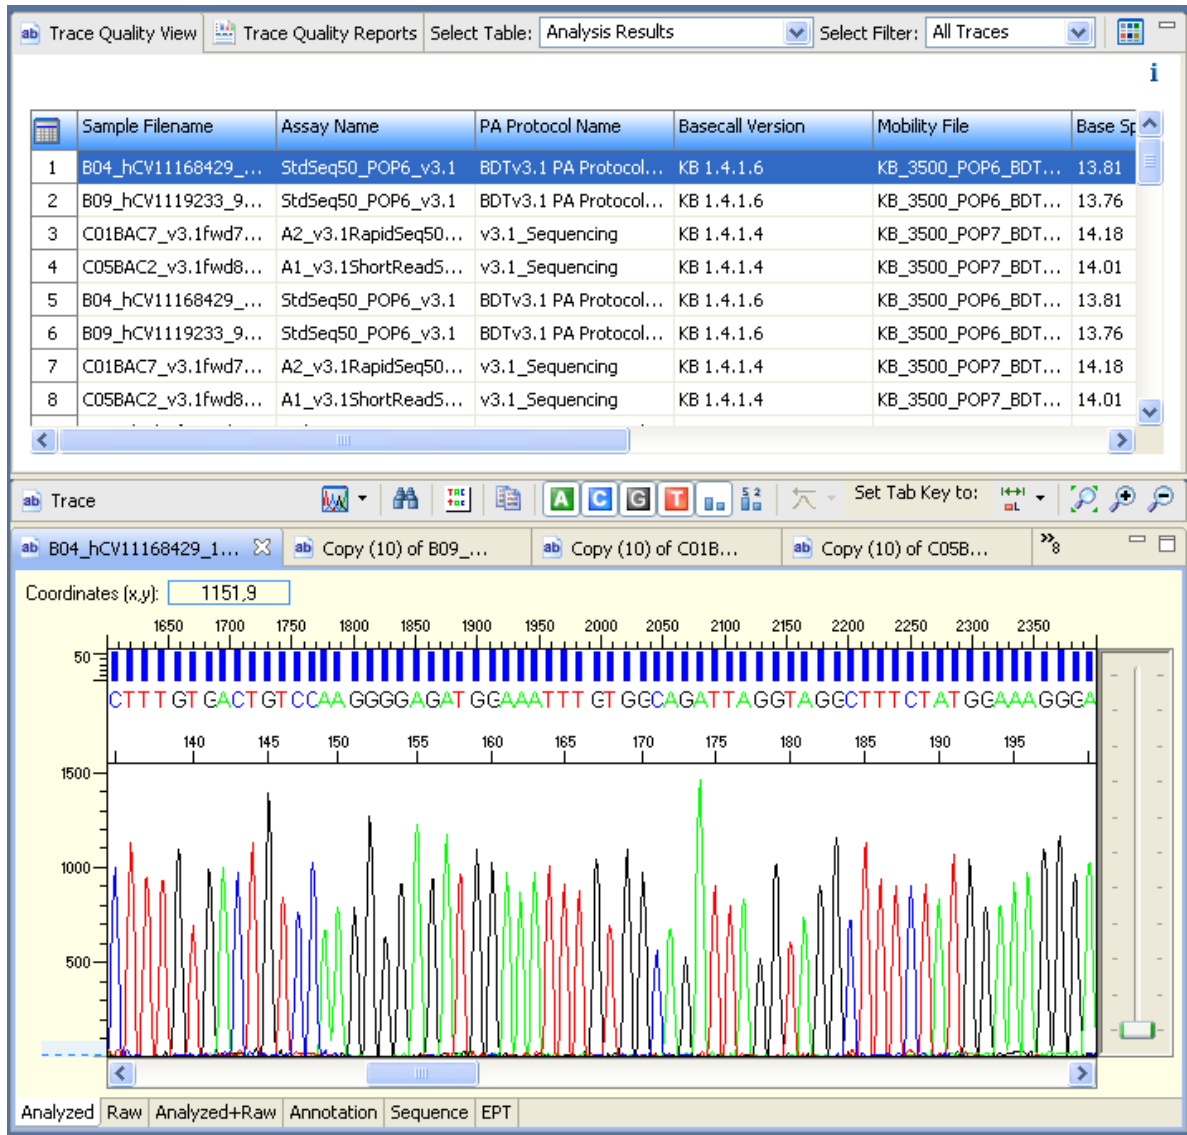 ab Trace Quality View Trace Quality Reports Select Table: Analysis Results Select Filter: All Traces
i
Sample Filename Assay Name PA Protocol Name Basecall Version Mobility File Base Sp
1 B04_hCV11168429_... StdSeq50_POP6_v3.1 BDTv3.1 PA Protocol... KB 1.4.1.6 KB_3500_POP6_BDT... 13.81
2 B09_hCV1119233_9... StdSeq50_POP6_v3.1 BDTv3.1 PA Protocol... KB 1.4.1.6 KB_3500_POP6_BDT... 13.76
3 C01BAC7_v3.1fwd7... A2_v3.1RapidSeq50... v3.1_Sequencing KB 1.4.1.4 KB_3500_POP7_BDT... 14.18
4 C05BAC2_v3.1fwd8... A1_v3.1ShortReadS... v3.1_Sequencing KB 1.4.1.4 KB_3500_POP7_BDT... 14.01
5 B04_hCV11168429_... StdSeq50_POP6_v3.1 BDTv3.1 PA Protocol... KB 1.4.1.6 KB_3500_POP6_BDT... 13.81
6 B09_hCV1119233_9... StdSeq50_POP6_v3.1 BDTv3.1 PA Protocol... KB 1.4.1.6 KB_3500_POP6_BDT... 13.76
7 C01BAC7_v3.1fwd7... A2_v3.1RapidSeq50... v3.1_Sequencing KB 1.4.1.4 KB_3500_POP7_BDT... 14.18
8 C05BAC2_v3.1fwd8... A1_v3.1ShortReadS... v3.1_Sequencing KB 1.4.1.4 KB_3500_POP7_BDT... 14.01
ab Trace A C G T 5 2 Set Tab Key to:
ab B04_hCV11168429_1... ab Copy (10) of B09_... ab Copy (10) of C01B... ab Copy (10) of C05B... »8
Coordinates (x,y): 1151,9
1650 1700 1750 1800 1850 1900 1950 2000 2050 2100 2150 2200 2250 2300 2350
50
CTTTGTGACTGTCCAAGGGGAGATGGAAATTTGTGGCAGATTAGGTAGGCTTTCTATGGAAAGGGA
140 145 150 155 160 165 170 175 180 185 190 195
1500
1000
500
Analyzed Raw Analyzed+Raw Annotation Sequence EPT